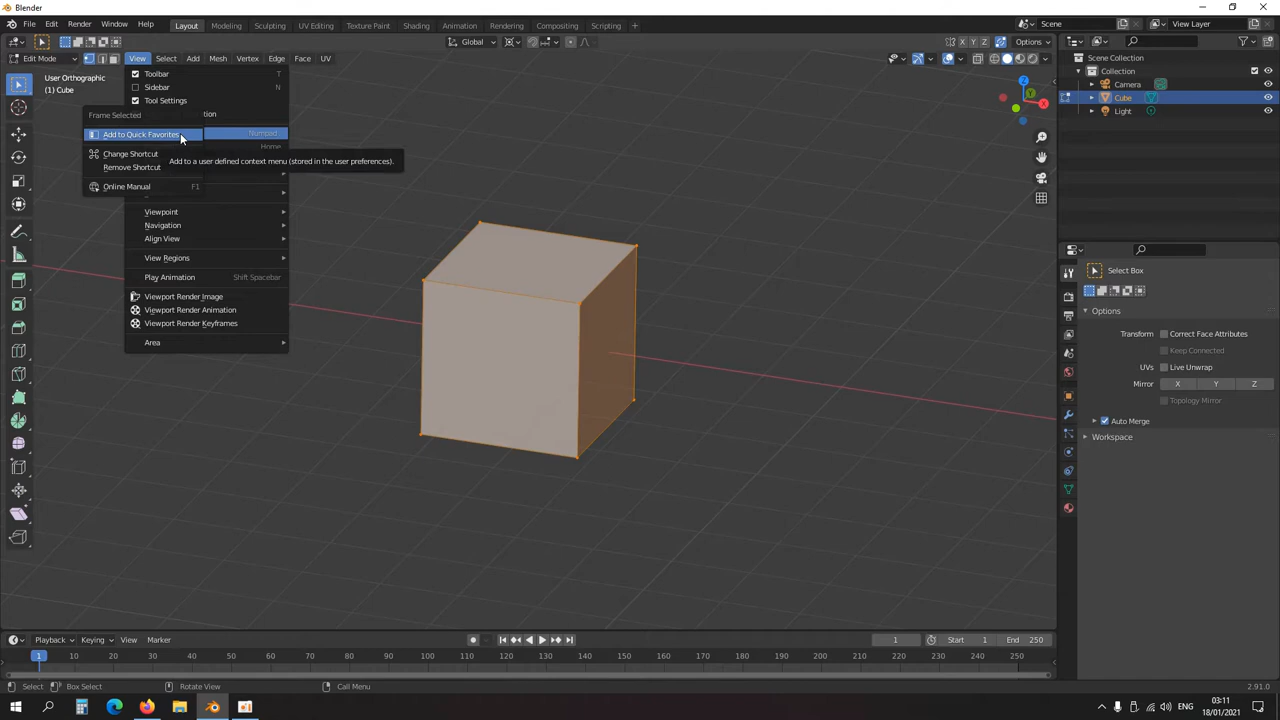 Blender
File Edit Render Window Help Layout Modeling Sculpting UV Editing Texture Paint Shading Animation Rendering Compositing Scripting + Scene View Layer
Global X Y Z Options
Edit Mode View Select Add Mesh Vertex Edge Face UV
User Orthographic
(1) Cube
Toolbar T
Sidebar N
Tool Settings
Frame Selected
Add to Quick Favorites Numpad
Home
Change Shortcut
Add to a user defined context menu (stored in the user preferences).
Remove Shortcut
Online Manual F1
Viewpoint
Navigation
Align View
View Regions
Play Animation Shift Spacebar
Viewport Render Image
Viewport Render Animation
Viewport Render Keyframes
Area
Z
Y
X
Scene Collection
Collection
Camera
Cube
Light
Select Box
Options
Transform Correct Face Attributes
Keep Connected
UVs Live Unwrap
Mirror X Y Z
Topology Mirror
Auto Merge
Workspace
Playback Keying View Marker 1 Start 1 End 250
1 10 20 30 40 50 60 70 80 90 100 110 120 130 140 150 160 170 180 190 200 210 220 230 240 250
Select Box Select Rotate View Call Menu 2.91.0
ENG 03:11
18/01/2021